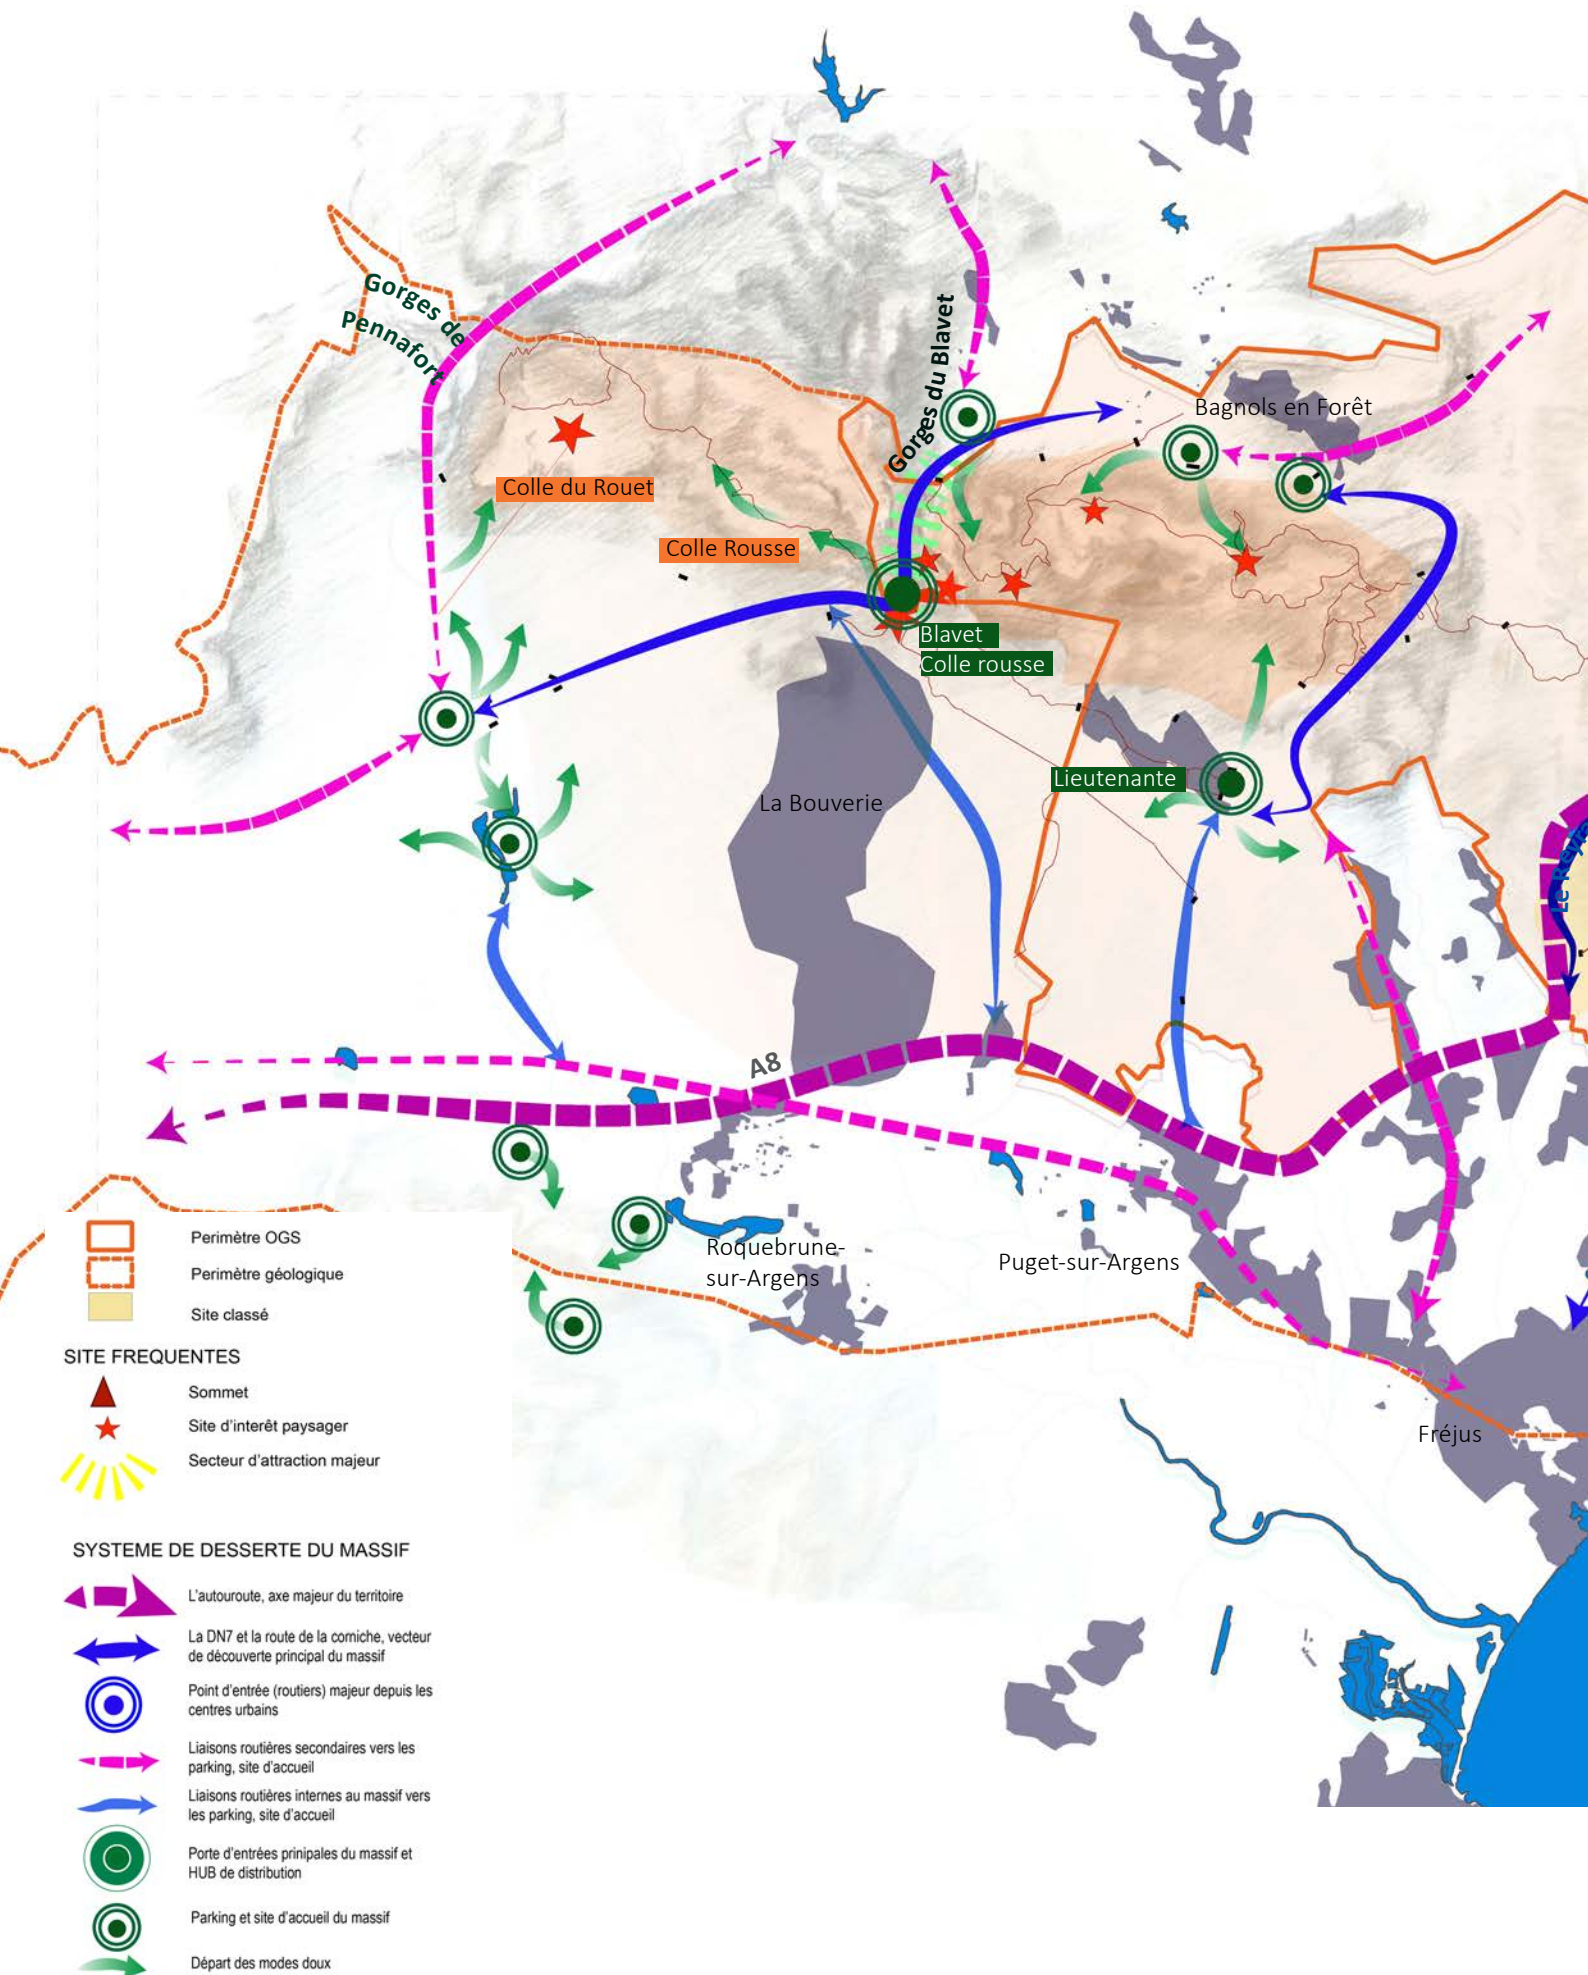 Gorges de
Pennafort
Gorges du Blavet
Bagnols en Forêt
Colle du Rouet
Colle Rousse
Blavet
Colle rousse
Lieutenante
La Bouverie
A8
Roquebrune-
sur-Argens
Puget-sur-Argens
Fréjus
Perimètre OGS
Perimètre géologique
Site classé
SITE FREQUENTES
Sommet
Site d'interêt paysager
Secteur d'attraction majeur
SYSTEME DE DESSERTE DU MASSIF
L'autouroute, axe majeur du territoire
La DN7 et la route de la corniche, vecteur
de découverte principal du massif
Point d'entrée (routiers) majeur depuis les
centres urbains
Liaisons routières secondaires vers les
parking, site d'accueil
Liaisons routières internes au massif vers
les parking, site d'accueil
Porte d'entrées prinipales du massif et
HUB de distribution
Parking et site d'accueil du massif
Départ des modes doux